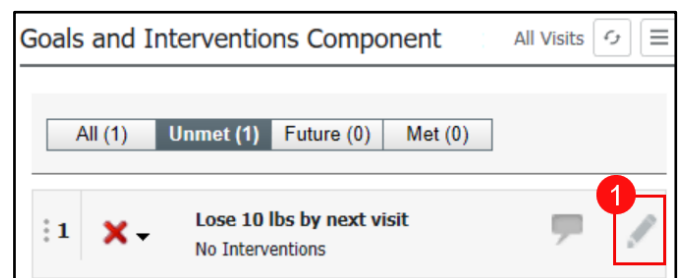 Goals and Interventions Component All Visits
All (1) Unmet (1) Future (0) Met (0)
1
1 Lose 10 lbs by next visit
No Interventions